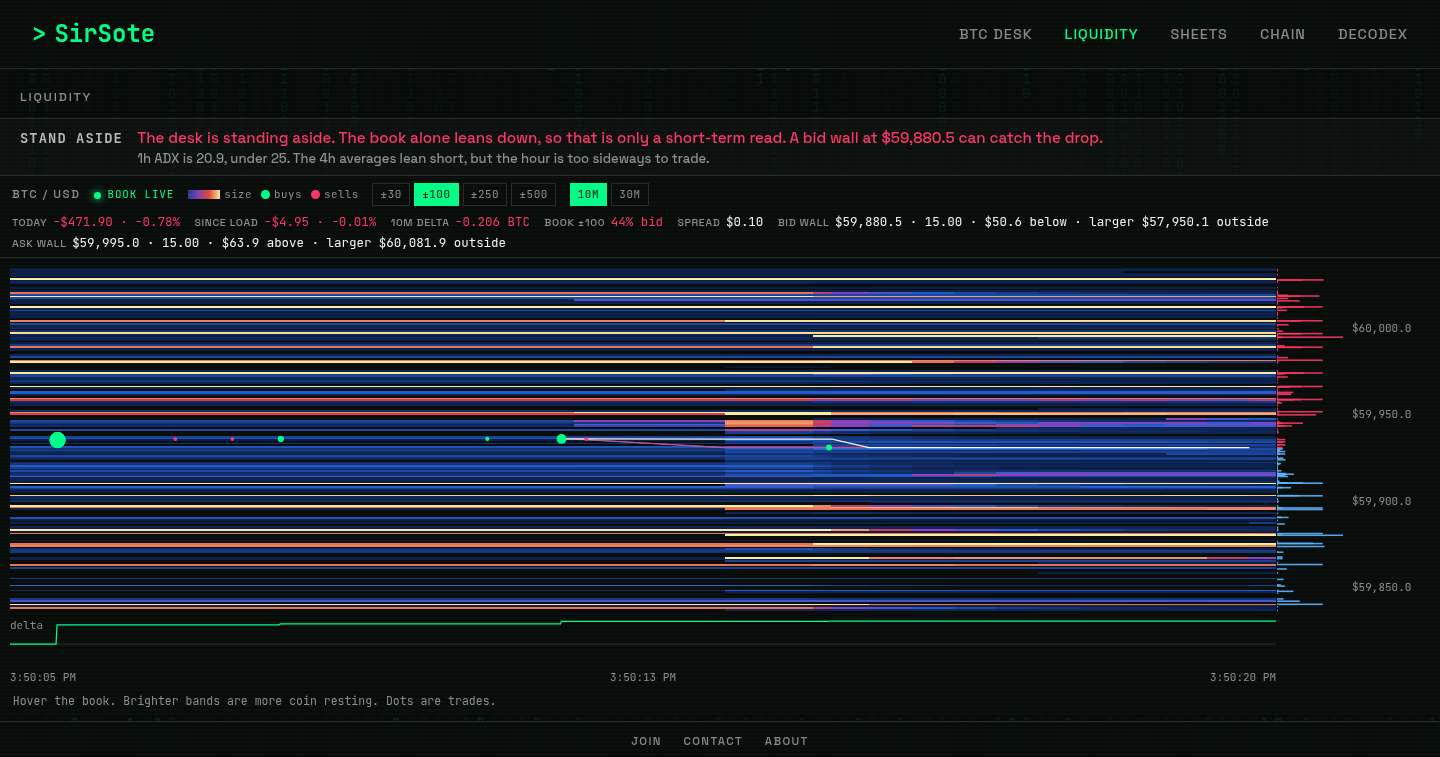 > SirSote
BTC DESK LIQUIDITY SHEETS CHAIN DECODEX
LIQUIDITY
STAND ASIDE The desk is standing aside. The book alone leans down, so that is only a short-term read. A bid wall at $59,880.5 can catch the drop.
1h ADX is 20.9, under 25. The 4h averages lean short, but the hour is too sideways to trade.
BTC / USD BOOK LIVE size buys sells ±30 ±100 ±250 ±500 10M 30M
TODAY -$471.90 · -0.78% SINCE LOAD -$4.95 · -0.01% 10M DELTA -0.206 BTC BOOK ±100 44% bid SPREAD $0.10 BID WALL $59,880.5 · 15.00 · $50.6 below · larger $57,950.1 outside
ASK WALL $59,995.0 · 15.00 · $63.9 above · larger $60,081.9 outside
$60,000.0
$59,950.0
$59,900.0
$59,850.0
delta
3:50:05 PM 3:50:13 PM 3:50:20 PM
Hover the book. Brighter bands are more coin resting. Dots are trades.
JOIN CONTACT ABOUT